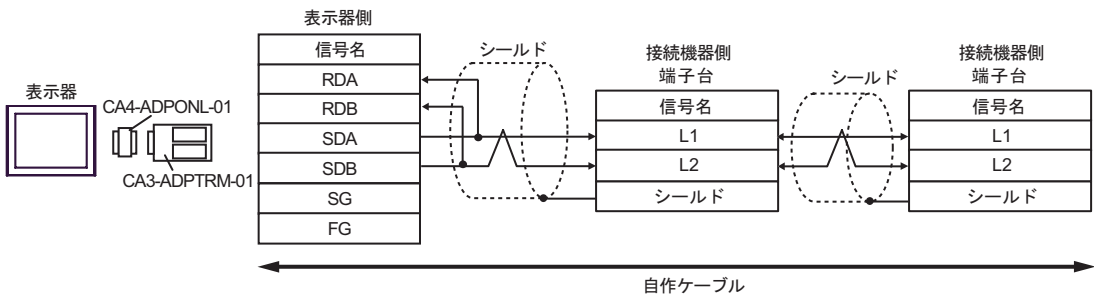 表示器
CA4-ADPONL-01
CA3-ADPTRM-01
表示器側
信号名
RDA
RDB
SDA
SDB
SG
FG
シールド
接続機器側
端子台
信号名
L1
L2
シールド
シールド
接続機器側
端子台
信号名
L1
L2
シールド
自作ケーブル